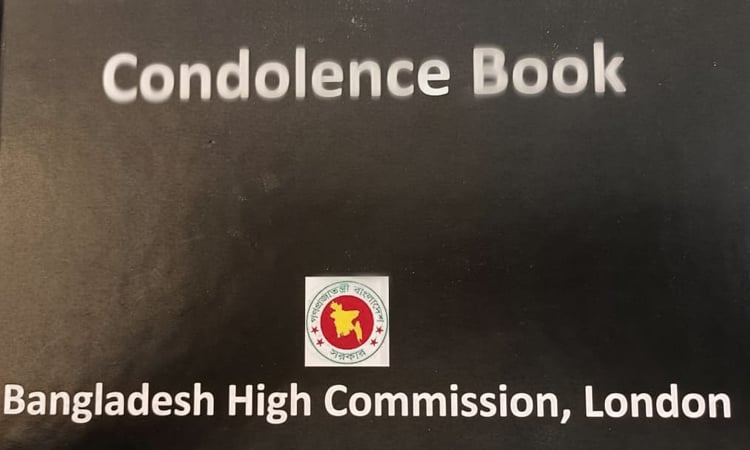 Condolence Book
গণপ্রজাতন্ত্রী বাংলাদেশ
সরকার
Bangladesh High Commission, London